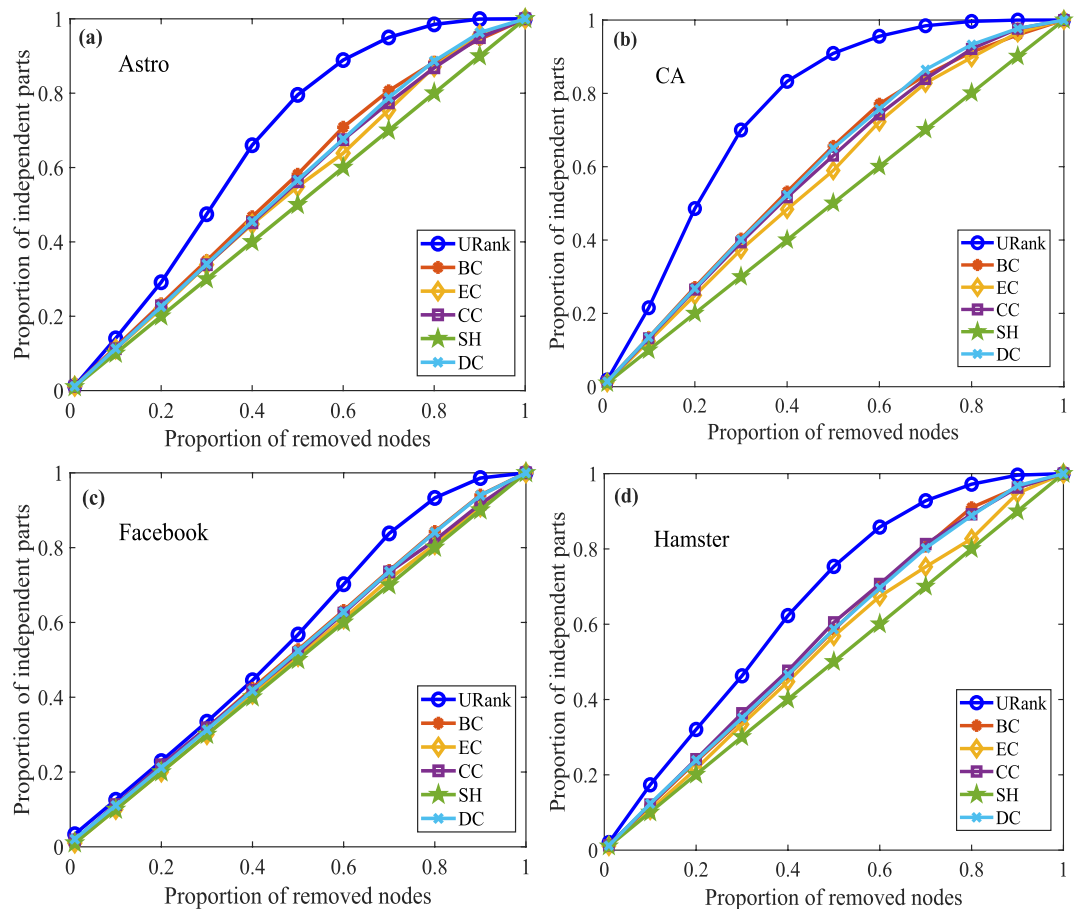 (a)
Astro
Proportion of independent parts
1
0.8
0.6
0.4
0.2
0
URank
BC
EC
CC
SH
DC
0
0.2
0.4
0.6
0.8
1
Proportion of removed nodes
(b)
CA
Proportion of independent parts
1
0.8
0.6
0.4
0.2
0
URank
BC
EC
CC
SH
DC
0
0.2
0.4
0.6
0.8
1
Proportion of removed nodes
(c)
Facebook
Proportion of independent parts
1
0.8
0.6
0.4
0.2
0
URank
BC
EC
CC
SH
DC
0
0.2
0.4
0.6
0.8
1
Proportion of removed nodes
(d)
Hamster
Proportion of independent parts
1
0.8
0.6
0.4
0.2
0
URank
BC
EC
CC
SH
DC
0
0.2
0.4
0.6
0.8
1
Proportion of removed nodes